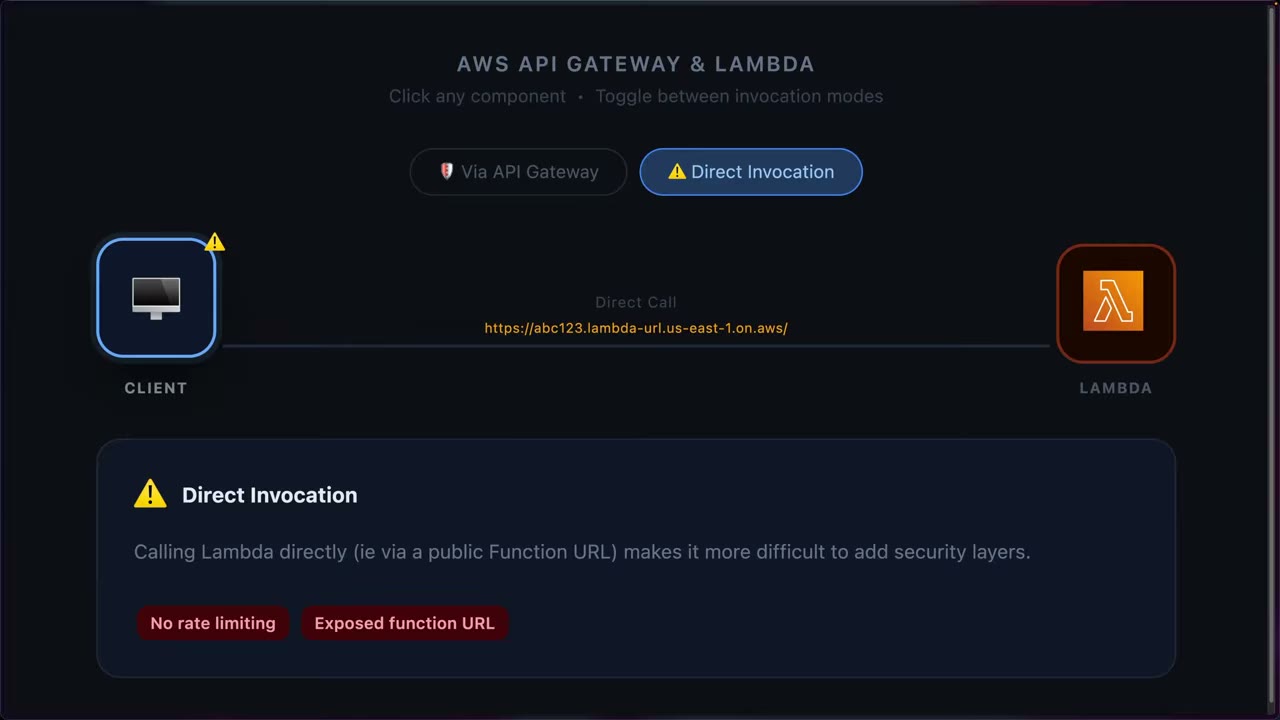 AWS API GATEWAY & LAMBDA
Click any component • Toggle between invocation modes
Via API Gateway
Direct Invocation
Direct Call
https://abc123.lambda-url.us-east-1.on.aws/
CLIENT
LAMBDA
Direct Invocation
Calling Lambda directly (ie via a public Function URL) makes it more difficult to add security layers.
No rate limiting
Exposed function URL